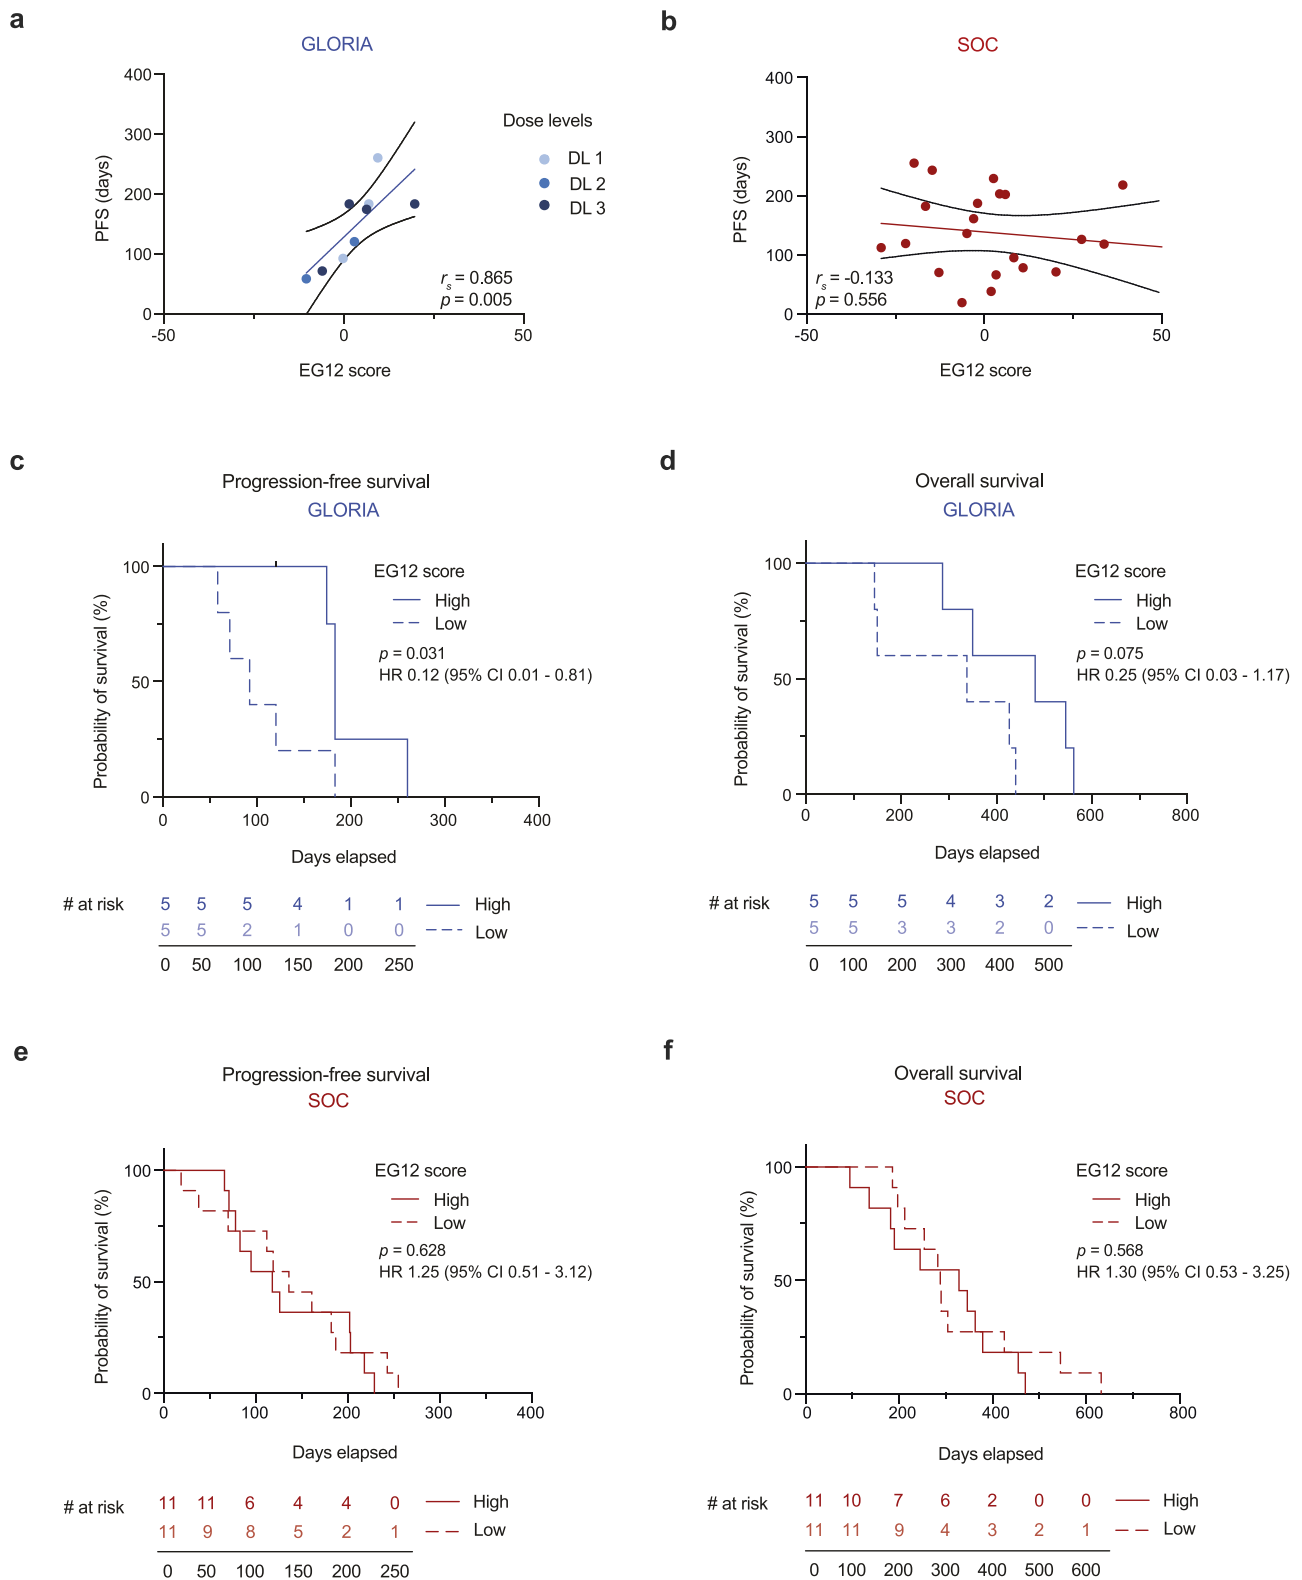 a
GLORIA
400
300
200
100
0
-50
0
50
PFS (days)
EG12 score
Dose levels
DL 1
DL 2
DL 3
rs = 0.865
p = 0.005
b
SOC
400
300
200
100
0
-50
0
50
PFS (days)
EG12 score
rs = -0.133
p = 0.556
c
Progression-free survival
GLORIA
100
50
0
0 100 200 300 400
Probability of survival (%)
Days elapsed
EG12 score
High
Low
p = 0.031
HR 0.12 (95% CI 0.01 - 0.81)
# at risk
5 5 5 4 1 1 High
5 5 2 1 0 0 Low
0 50 100 150 200 250
d
Overall survival
GLORIA
100
50
0
0 200 400 600 800
Probability of survival (%)
Days elapsed
EG12 score
High
Low
p = 0.075
HR 0.25 (95% CI 0.03 - 1.17)
# at risk
5 5 5 4 3 2 High
5 5 3 3 2 0 Low
0 100 200 300 400 500
e
Progression-free survival
SOC
100
50
0
0 100 200 300 400
Probability of survival (%)
Days elapsed
EG12 score
High
Low
p = 0.628
HR 1.25 (95% CI 0.51 - 3.12)
# at risk
11 11 6 4 4 0 High
11 9 8 5 2 1 Low
0 50 100 150 200 250
f
Overall survival
SOC
100
50
0
0 200 400 600 800
Probability of survival (%)
Days elapsed
EG12 score
High
Low
p = 0.568
HR 1.30 (95% CI 0.53 - 3.25)
# at risk
11 10 7 6 2 0 0 High
11 11 9 4 3 2 1 Low
0 100 200 300 400 500 600